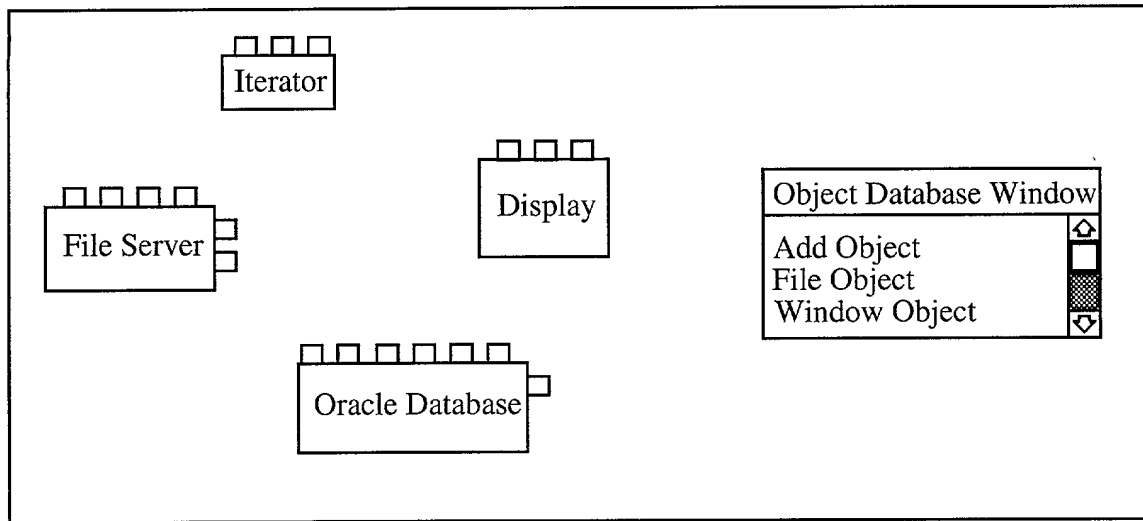 Iterator
Display
File Server
Oracle Database
Object Database Window
Add Object
File Object
Window Object